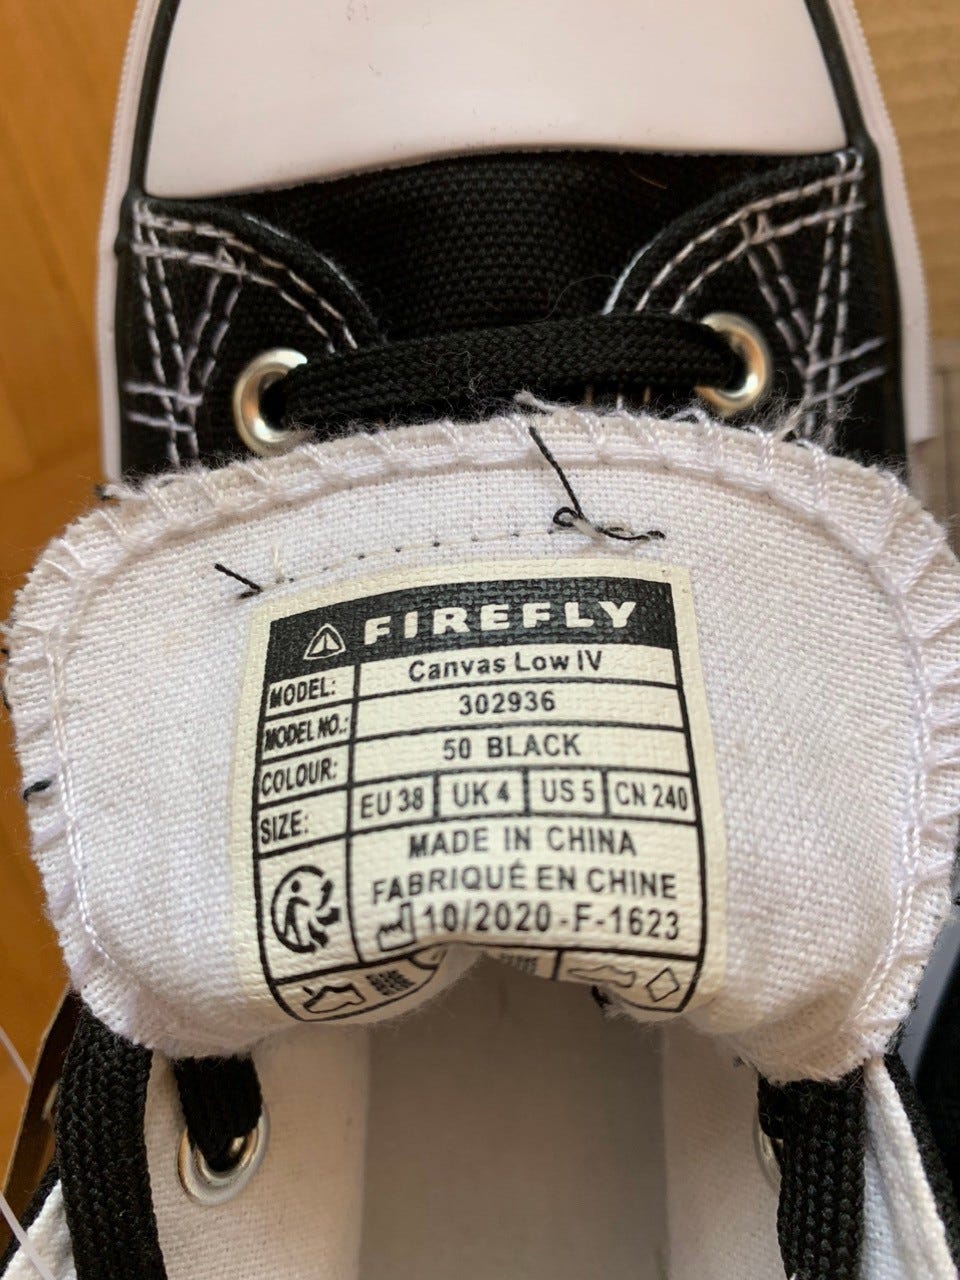 FIREFLY
MODEL: Canvas Low IV
MODEL NO.: 302936
COLOUR: 50 BLACK
SIZE: EU 38 UK 4 US 5 CN 240
MADE IN CHINA
FABRIQUÉ EN CHINE
10/2020-F-1623